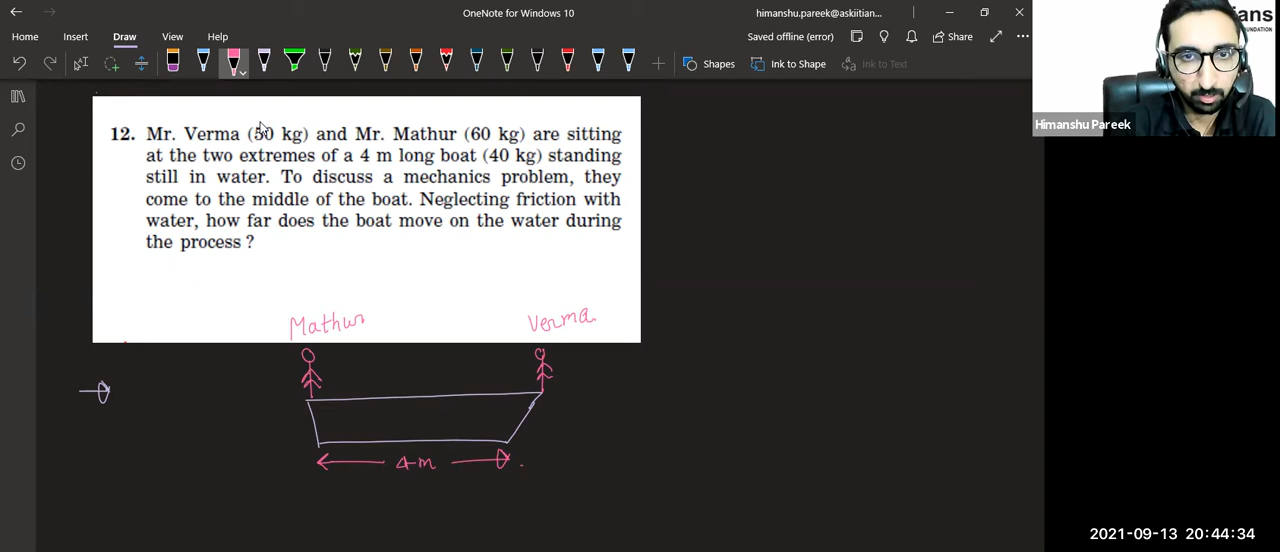 OneNote for Windows 10
himanshu.pareek@askiitian...
Home Insert Draw View Help
Saved offline (error)
Share
Shapes
Ink to Shape
Ink to Text
ians
FOUNDATION
Himanshu Pareek
12. Mr. Verma (50 kg) and Mr. Mathur (60 kg) are sitting
at the two extremes of a 4 m long boat (40 kg) standing
still in water. To discuss a mechanics problem, they
come to the middle of the boat. Neglecting friction with
water, how far does the boat move on the water during
the process ?
Mathur
Verma
4m
2021-09-13 20:44:34